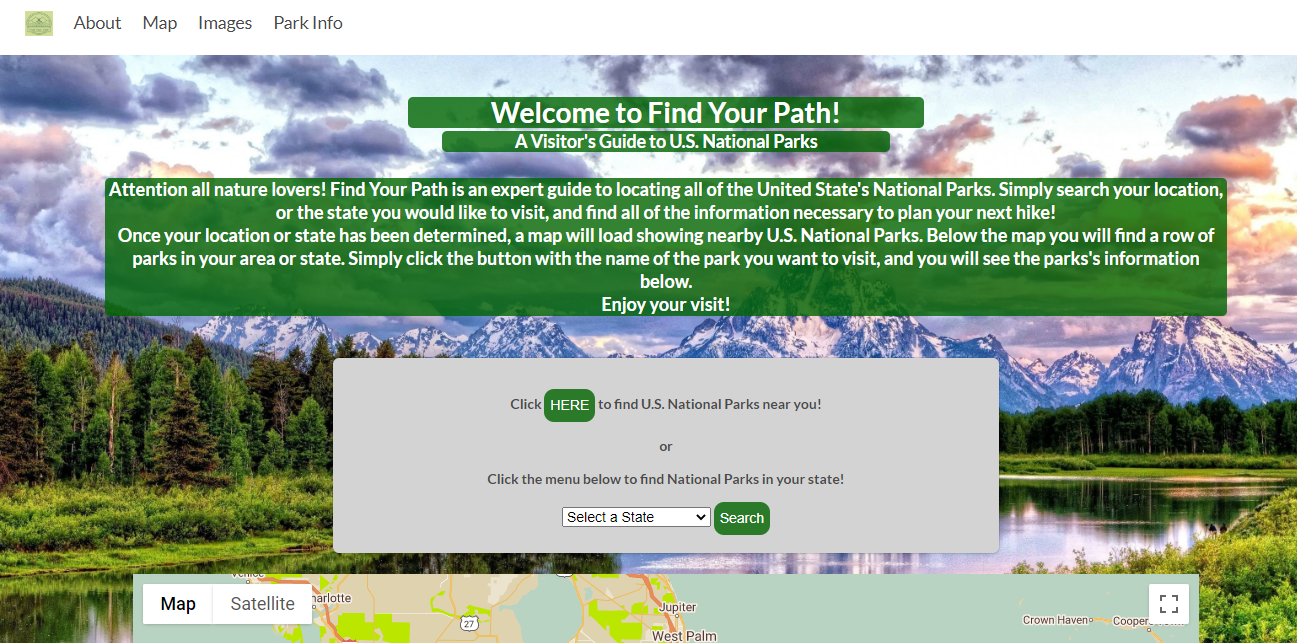 About Map Images Park Info
Welcome to Find Your Path!
A Visitor's Guide to U.S. National Parks
Attention all nature lovers! Find Your Path is an expert guide to locating all of the United State's National Parks. Simply search your location,
or the state you would like to visit, and find all of the information necessary to plan your next hike!
Once your location or state has been determined, a map will load showing nearby U.S. National Parks. Below the map you will find a row of
parks in your area or state. Simply click the button with the name of the park you want to visit, and you will see the parks's information
below.
Enjoy your visit!
Click HERE to find U.S. National Parks near you!
or
Click the menu below to find National Parks in your state!
Select a State Search
Map Satellite
Jupiter
27
Crown Haven
West Palm